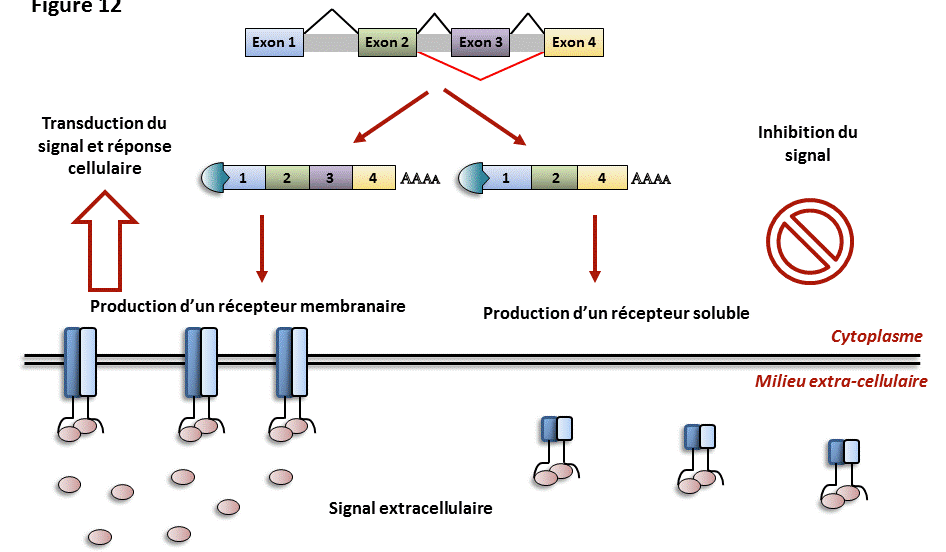 Figure 12
Exon 1 Exon 2 Exon 3 Exon 4
Transduction du
signal et réponse
cellulaire
Inhibition du
signal
1 2 3 4 AAAA
1 2 4 AAAA
Production d’un récepteur membranaire
Production d’un récepteur soluble
Cytoplasme
Milieu extra-cellulaire
Signal extracellulaire